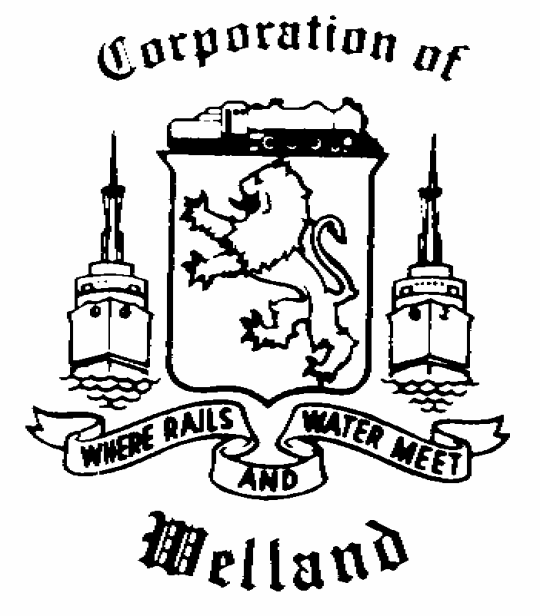 Corporation of
WHERE RAILS
AND
WATER MEET
Welland